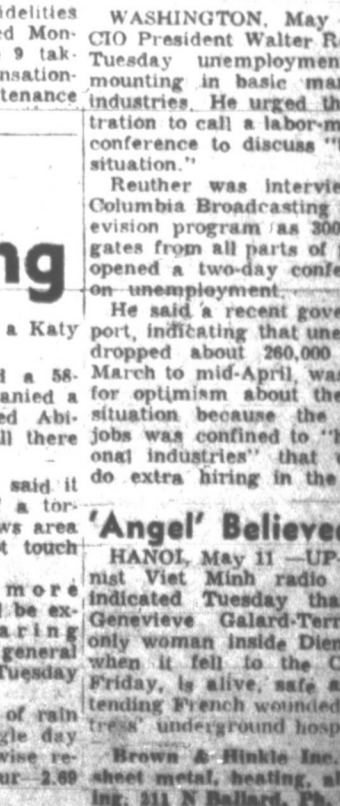 idelities
ed Mon-
9 tak-
nsation-
tenance
ng
a Katy
d a 58-
anied a
ed Abi-
ll there
said it
a tor-
ws area
t touch
more
be ex-
aring
general
Tuesday
of rain
gle day
wise re-
ur 2.69
WASHINGTON, May
CIO President Walter R
Tuesday unemploymen
mounting in basic ma
industries. He urged th
tration to call a labor-m
conference to discuss "
situation."
Reuther was intervie
Columbia Broadcasting
evision program as 300
gates from all parts of
opened a two-day confe
on unemployment.
He said a recent gove
port, indicating that une
dropped about 260,000
March to mid-April, was
for optimism about the
situation because the
jobs was confined to "
onal industries" that
do extra hiring in the
'Angel' Believe
HANOI, May 11 —UP-
nist Viet Minh radio
indicated Tuesday tha
Genevieve Galard-Terr
only woman inside Dien
when it fell to the C
Friday, is alive, safe a
tending French wounded
tress' underground hosp
Brown & Hinkle Inc.
sheet metal, heating, ai
ing, 211 N Ballard, Ph.